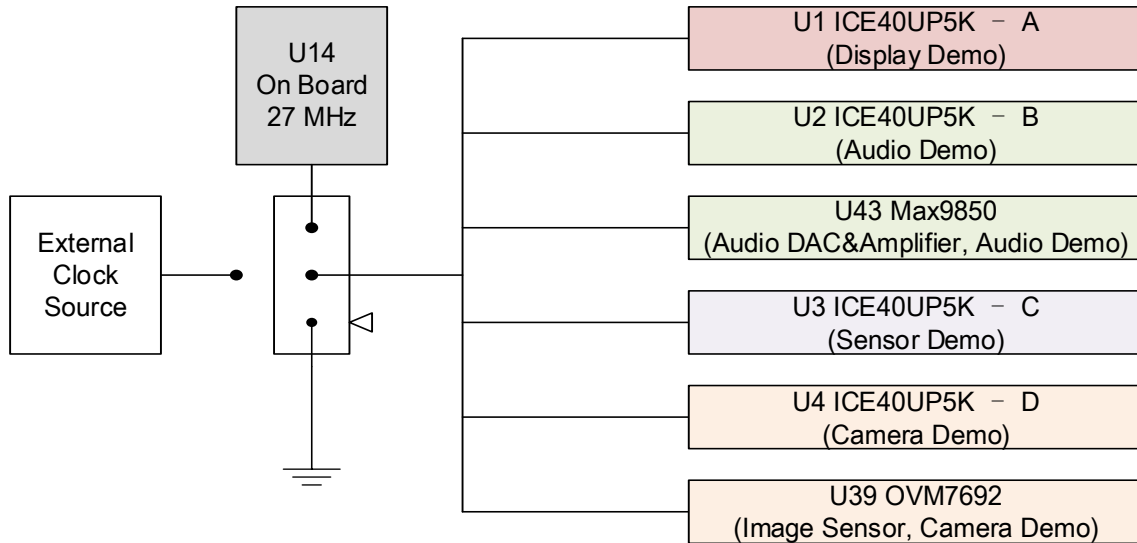 U14
On Board
27 MHz
External
Clock
Source
U1 ICE40UP5K – A
(Display Demo)
U2 ICE40UP5K – B
(Audio Demo)
U43 Max9850
(Audio DAC&Amplifier, Audio Demo)
U3 ICE40UP5K – C
(Sensor Demo)
U4 ICE40UP5K – D
(Camera Demo)
U39 OVM7692
(Image Sensor, Camera Demo)